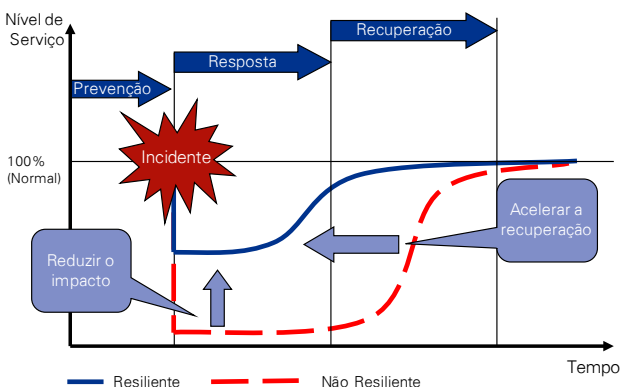 Nível de
Serviço
Recuperação
Resposta
Prevenção
Incidente
100%
(Normal)
Acelerar a
recuperação
Reduzir o
impacto
Tempo
Resiliente
Não Resiliente